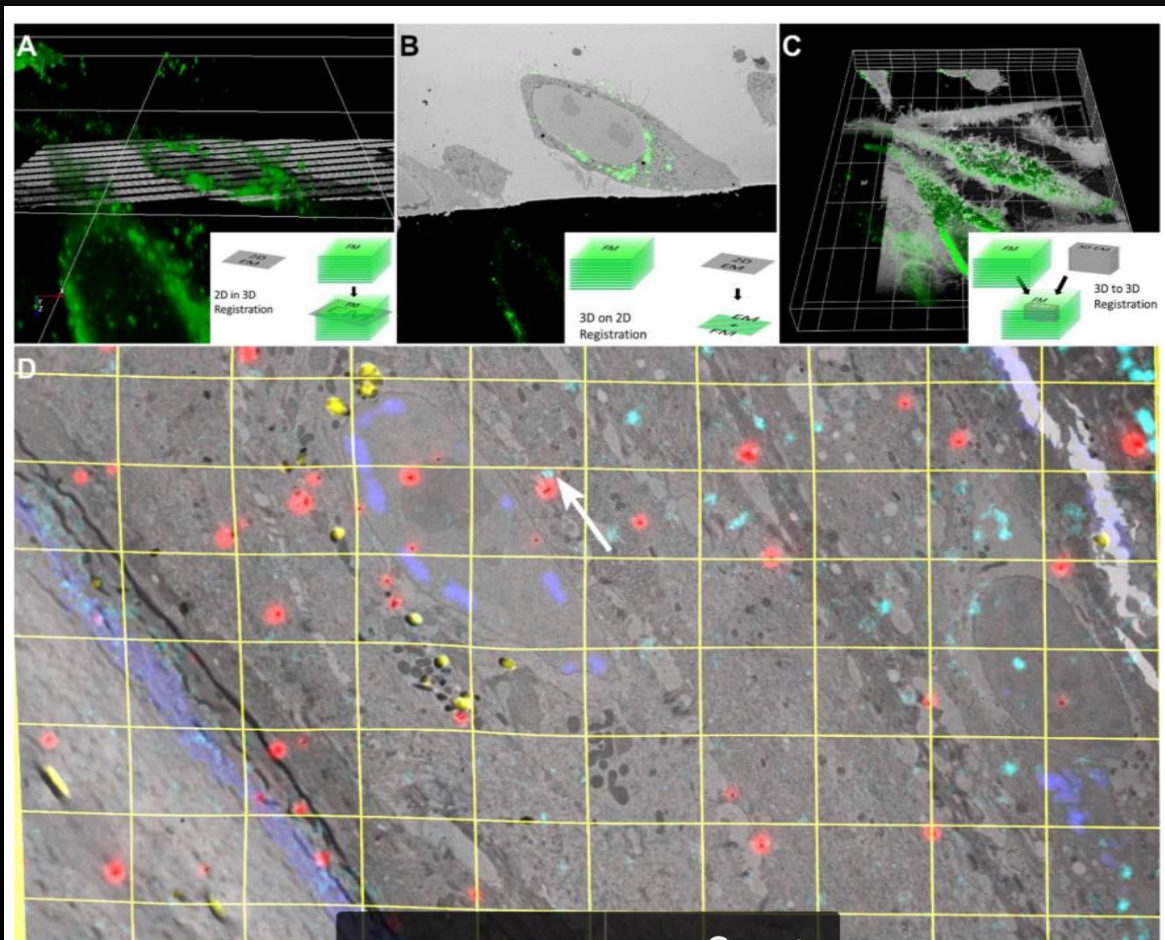 A
B
C
2D
EM
FM
2D in 3D
Registration
FM
2D
EM
3D on 2D
Registration
EM
+
FM
FM
3D EM
FM
3D to 3D
Registration
D